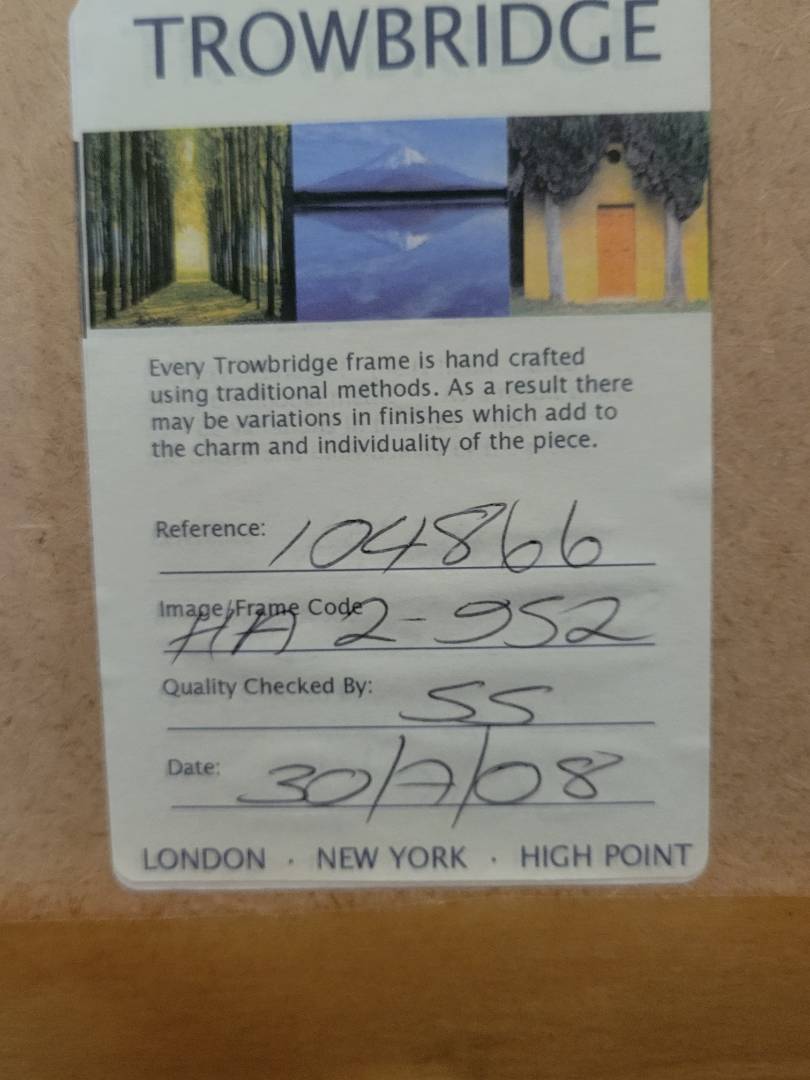 TROWBRIDGE
Every Trowbridge frame is hand crafted
using traditional methods. As a result there
may be variations in finishes which add to
the charm and individuality of the piece.
Reference: 104866
Image/Frame Code HA 2-952
Quality Checked By: SS
Date: 30/7/08
LONDON · NEW YORK · HIGH POINT